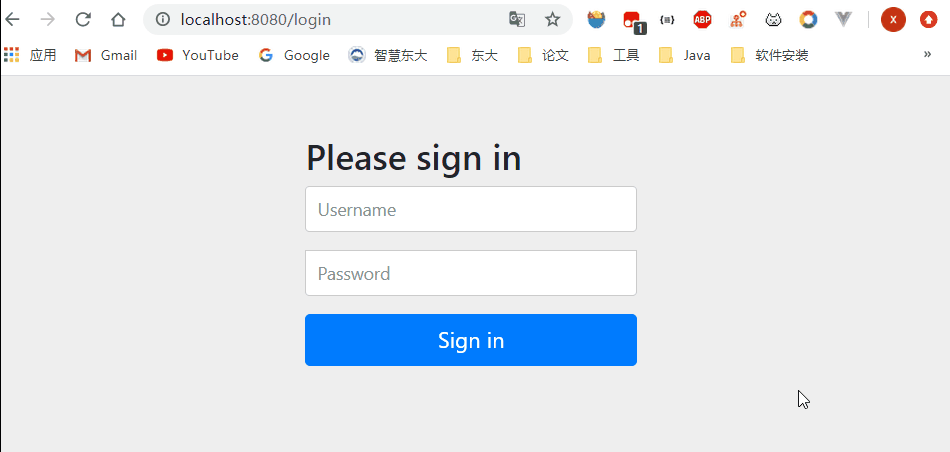 localhost:8080/login
ABP
1
X
应用 Gmail YouTube Google 智慧东大 东大 论文 工具 Java 软件安装 »
Please sign in
Username
Password
Sign in